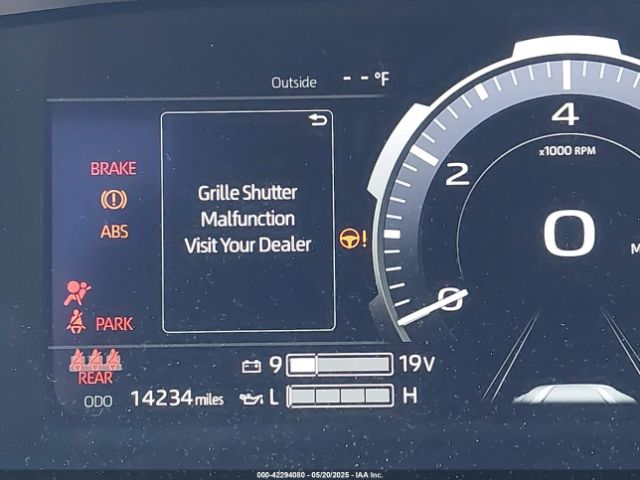 Outside -- °F
BRAKE
ABS
Grille Shutter
Malfunction
Visit Your Dealer
!
PARK
REAR
ODO 14234 miles
9 19V
L H
4
x1000 RPM
2
0
0
M
000-42294080 - 05/20/2025 - IAA Inc.